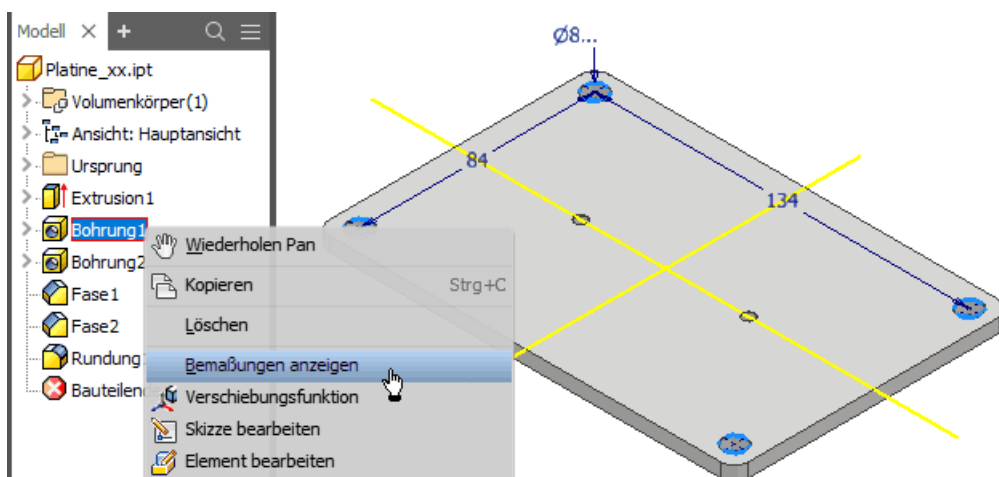 Modell
Platine_xx.ipt
Volumenkörper(1)
Ansicht: Hauptansicht
Ursprung
Extrusion1
Bohrung1
Bohrung2
Fase1
Fase2
Rundung
Bauteilen
Wiederholen Pan
Kopieren Strg+C
Löschen
Bemaßungen anzeigen
Verschiebungsfunktion
Skizze bearbeiten
Element bearbeiten
Ø8...
84
134